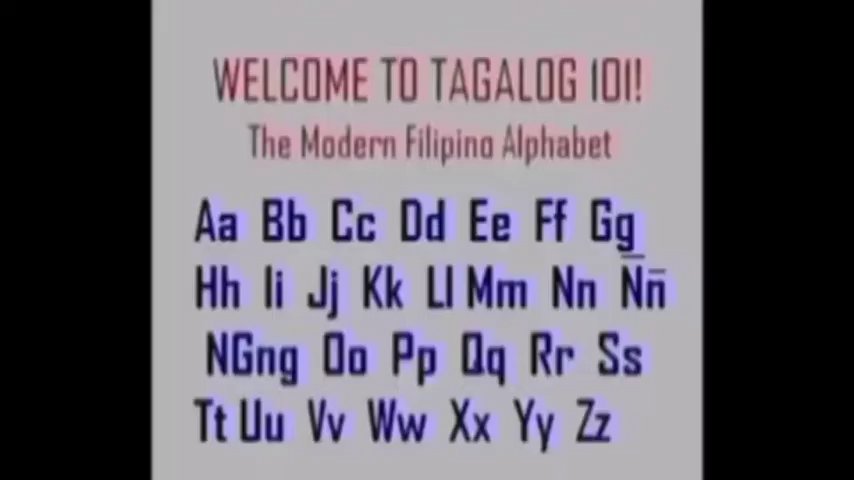 WELCOME TO TAGALOG 101!
The Modern Filipino Alphabet
Aa Bb Cc Dd Ee Ff Gg
Hh Ii Jj Kk Ll Mm Nn Ññ
NGng Oo Pp Qq Rr Ss
Tt Uu Vv Ww Xx Yy Zz